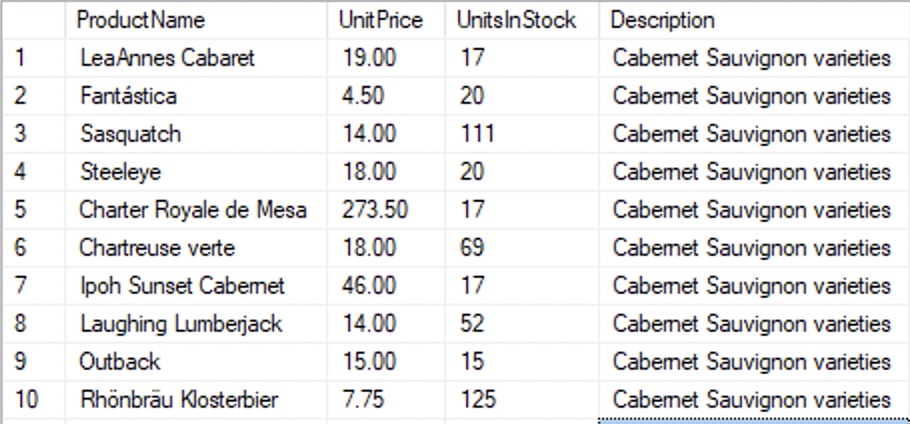 ProductName UnitPrice UnitsInStock Description
1 LeaAnnes Cabaret 19.00 17 Cabernet Sauvignon varieties
2 Fantástica 4.50 20 Cabernet Sauvignon varieties
3 Sasquatch 14.00 111 Cabernet Sauvignon varieties
4 Steeleye 18.00 20 Cabernet Sauvignon varieties
5 Charter Royale de Mesa 273.50 17 Cabernet Sauvignon varieties
6 Chartreuse verte 18.00 69 Cabernet Sauvignon varieties
7 Ipoh Sunset Cabernet 46.00 17 Cabernet Sauvignon varieties
8 Laughing Lumberjack 14.00 52 Cabernet Sauvignon varieties
9 Outback 15.00 15 Cabernet Sauvignon varieties
10 Rhönbräu Klosterbier 7.75 125 Cabernet Sauvignon varieties